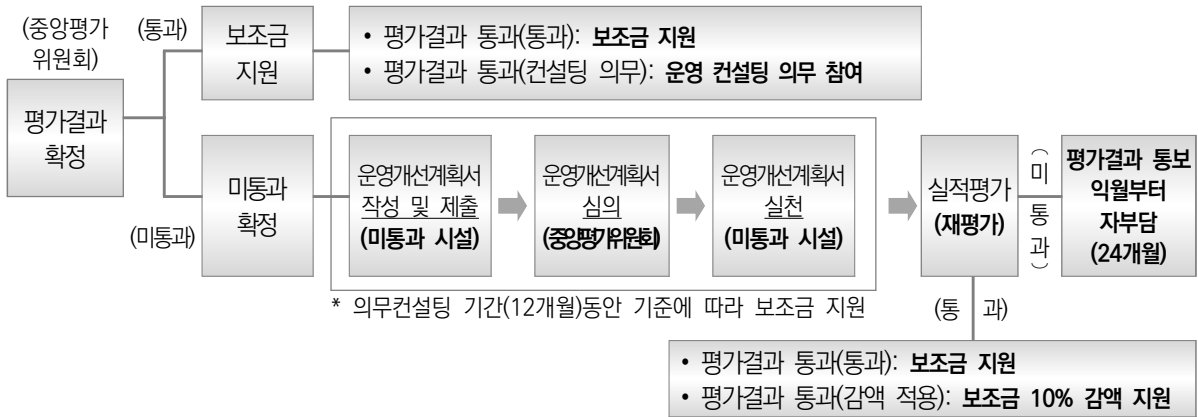 (중앙평가
위원회)
평가결과
확정
(통과)
보조금
지원
• 평가결과 통과(통과): 보조금 지원
• 평가결과 통과(컨설팅 의무): 운영 컨설팅 의무 참여
(미통과)
미통과
확정
운영개선계획서
작성 및 제출
(미통과 시설)
운영개선계획서
심의
(중앙평가위원회)
운영개선계획서
실천
(미통과 시설)
* 의무컨설팅 기간(12개월)동안 기준에 따라 보조금 지원
실적평가
(재평가)
(미통과)
평가결과 통보
익월부터
자부담
(24개월)
(통 과)
• 평가결과 통과(통과): 보조금 지원
• 평가결과 통과(감액 적용): 보조금 10% 감액 지원